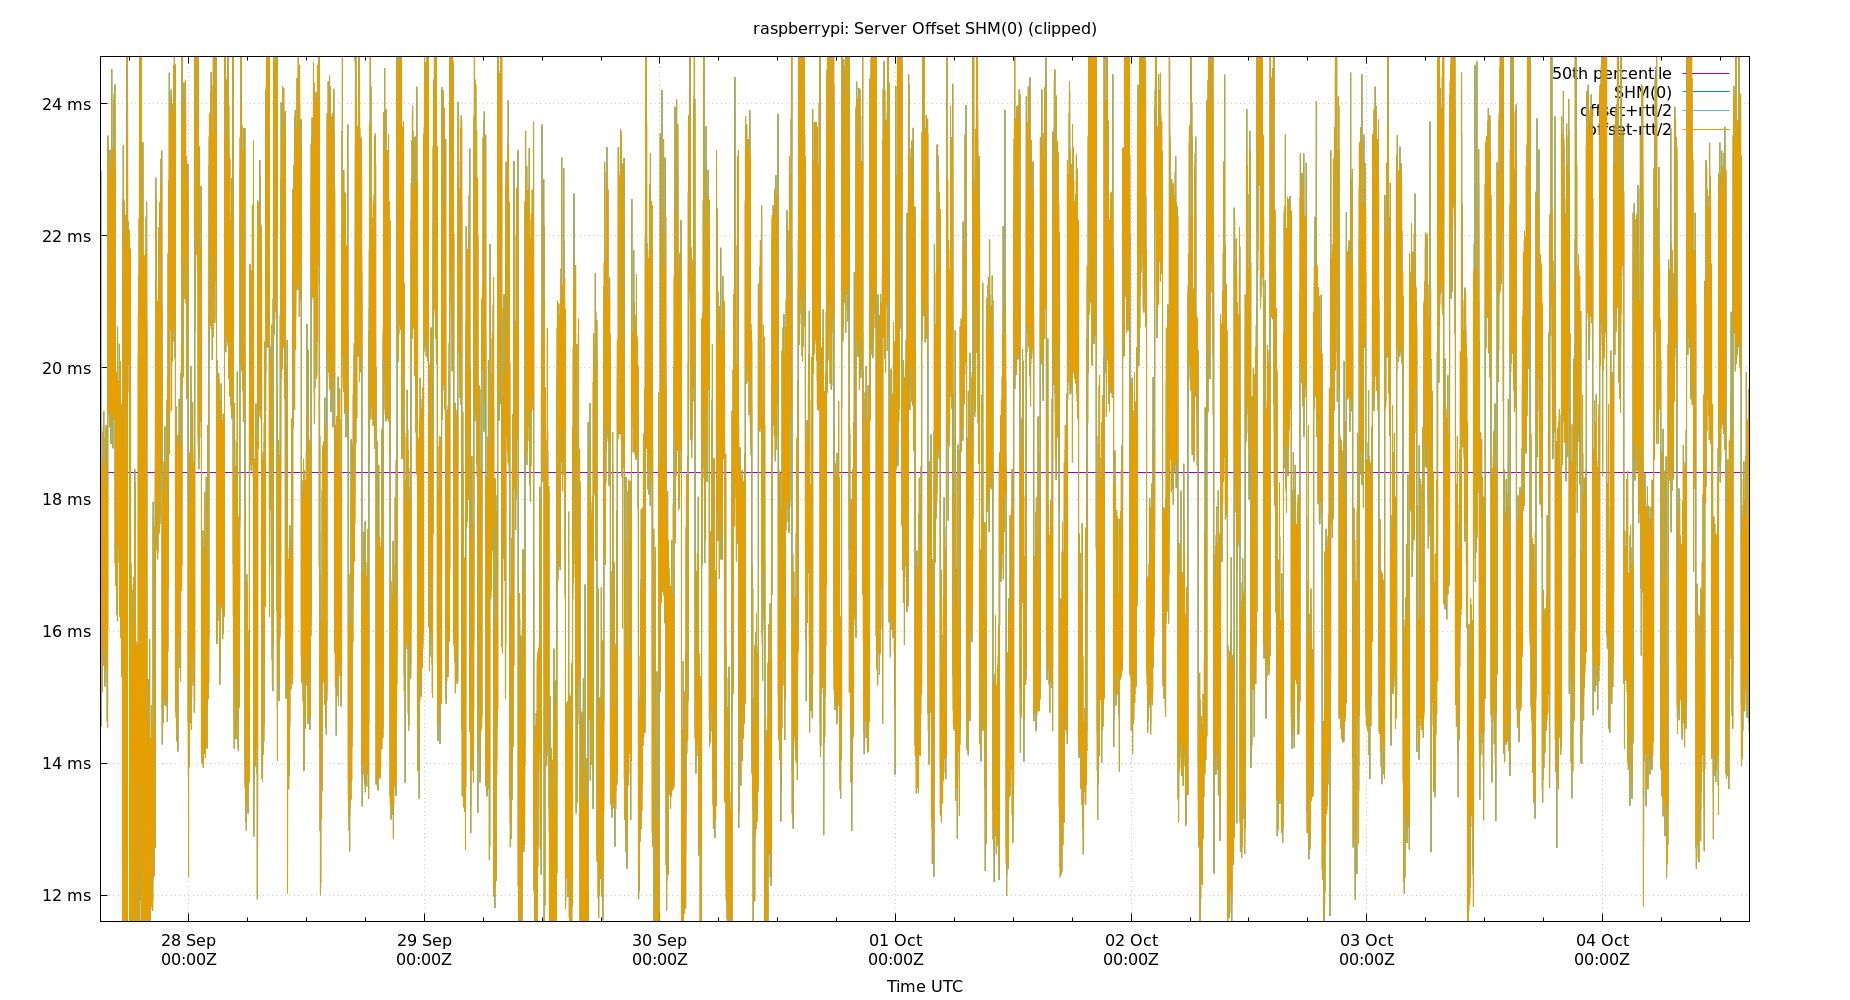 raspberrypi: Server Offset SHM(0) (clipped)
50th percentile
SHM(0)
offset+rtt/2
offset-rtt/2
24 ms
22 ms
20 ms
18 ms
16 ms
14 ms
12 ms
28 Sep 29 Sep 30 Sep 01 Oct 02 Oct 03 Oct 04 Oct
00:00Z 00:00Z 00:00Z 00:00Z 00:00Z 00:00Z 00:00Z
Time UTC